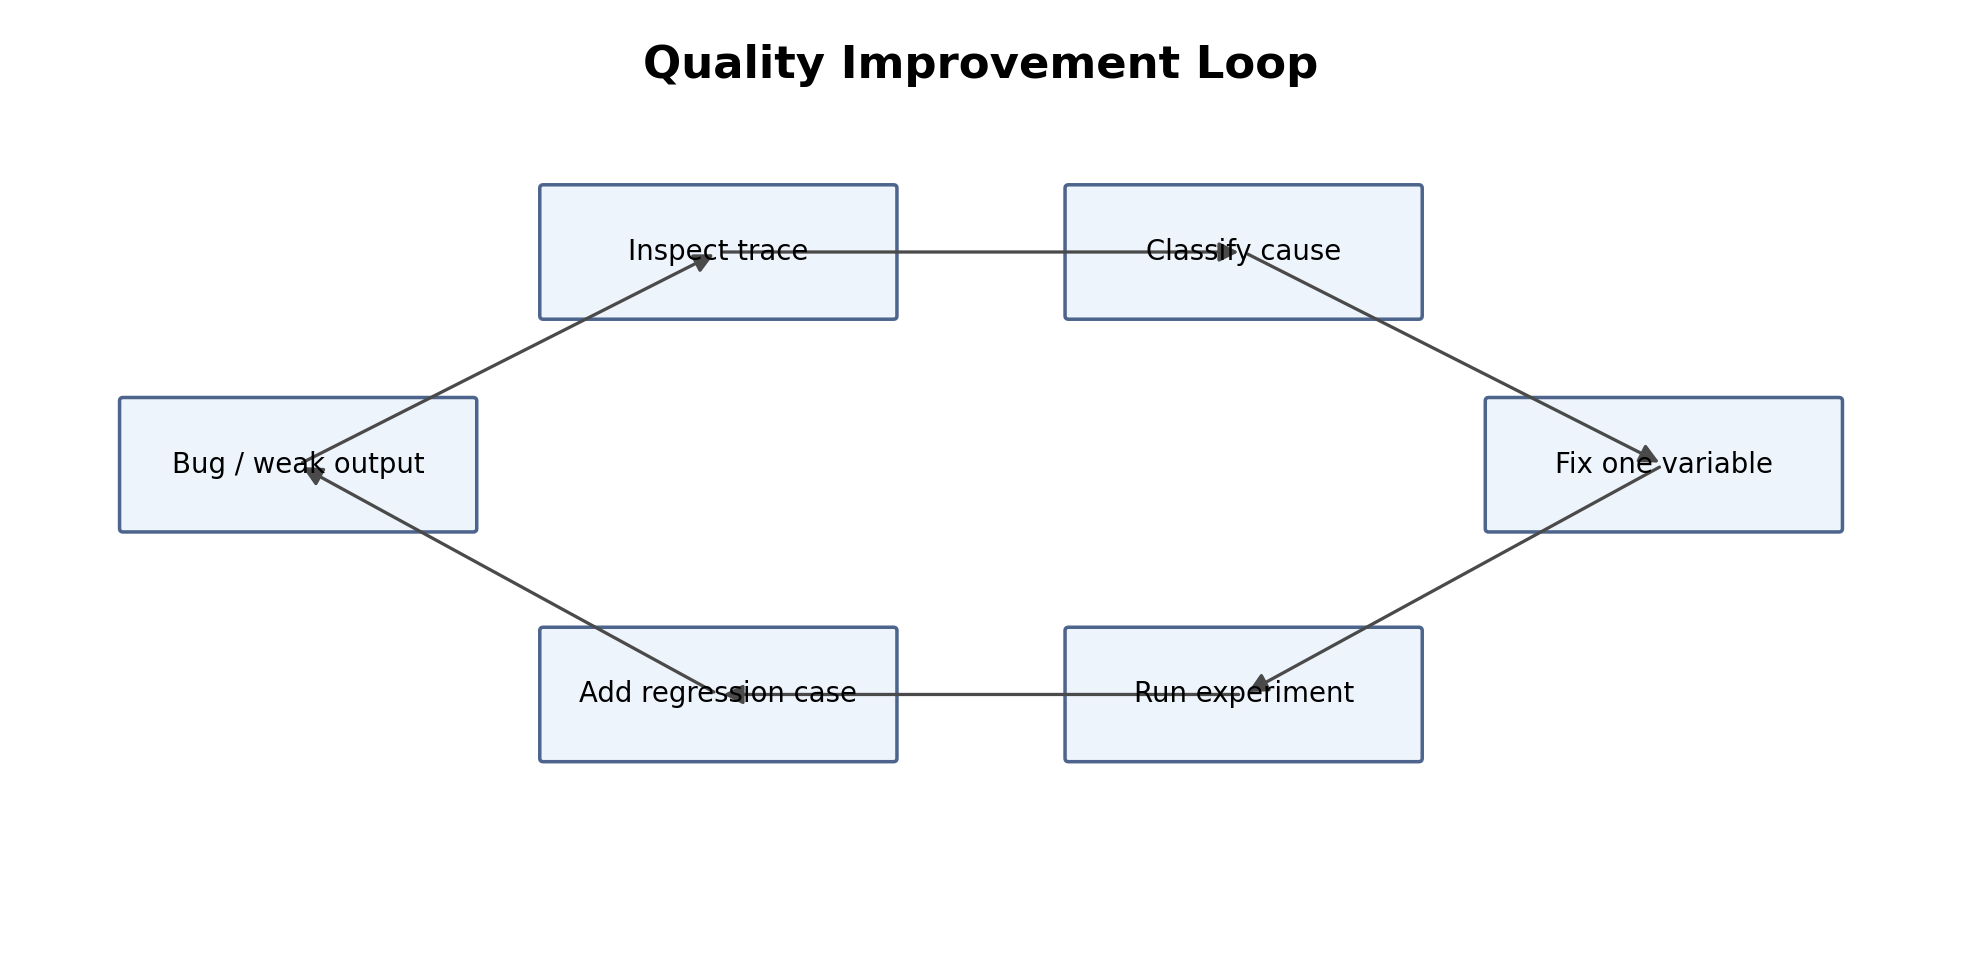 Quality Improvement Loop
Inspect trace
Classify cause
Bug / weak output
Fix one variable
Add regression case
Run experiment